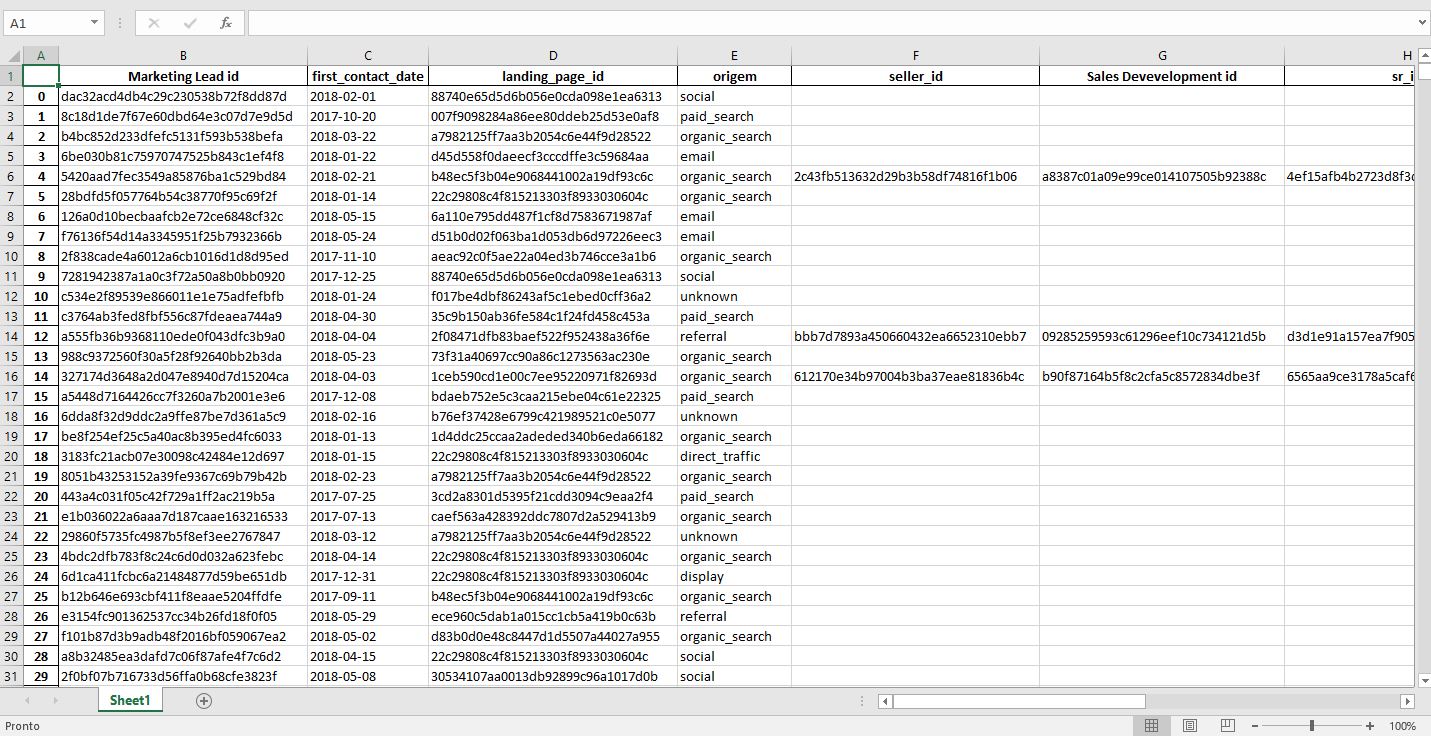 A1
fx
A B C D E F G H
1 Marketing Lead id first_contact_date landing_page_id origem seller_id Sales Devevelopment id sr_i
2 0 dac32acd4db4c29c230538b72f8dd87d 2018-02-01 88740e65d5d6b056e0cda098e1ea6313 social
3 1 8c18d1de7f67e60dbd64e3c07d7e9d5d 2017-10-20 007f9098284a86ee80ddeb25d53e0af8 paid_search
4 2 b4bc852d233dfefc5131f593b538befa 2018-03-22 a7982125ff7aa3b2054c6e44f9d28522 organic_search
5 3 6be030b81c75970747525b843c1ef4f8 2018-01-22 d45d558f0daeecf3cccdffe3c59684aa email
6 4 5420aad7fec3549a85876ba1c529bd84 2018-02-21 b48ec5f3b04e9068441002a19df93c6c organic_search 2c43fb513632d29b3b58df74816f1b06 a8387c01a09e99ce014107505b92388c 4ef15afb4b2723d8f3d
7 5 28bdfd5f057764b54c38770f95c69f2f 2018-01-14 22c29808c4f815213303f8933030604c organic_search
8 6 126a0d10becbaafcb2e72ce6848cf32c 2018-05-15 6a110e795dd487f1cf8d7583671987af email
9 7 f76136f54d14a3345951f25b7932366b 2018-05-24 d51b0d02f063ba1d053db6d97226eec3 email
10 8 2f838cade4a6012a6cb1016d1d8d95ed 2017-11-10 aeac92c0f5ae22a04ed3b746cce3a1b6 organic_search
11 9 7281942387a1a0c3f72a50a8b0bb0920 2017-12-25 88740e65d5d6b056e0cda098e1ea6313 social
12 10 c534e2f89539e866011e1e75adfefbfb 2018-01-24 f017be4dbf86243af5c1ebed0cff36a2 unknown
13 11 c3764ab3fed8fbf556c87fdeaea744a9 2018-04-30 35c9b150ab36fe584c1f24fd458c453a paid_search
14 12 a555fb36b9368110ede0f043dfc3b9a0 2018-04-04 2f08471dfb83baef522f952438a36f6e referral bbb7d7893a450660432ea6652310ebb7 09285259593c61296eef10c734121d5b d3d1e91a157ea7f905
15 13 988c9372560f30a5f28f92640bb2b3da 2018-05-23 73f31a40697cc90a86c1273563ac230e organic_search
16 14 327174d3648a2d047e8940d7d15204ca 2018-04-03 1ceb590cd1e00c7ee95220971f82693d organic_search 612170e34b97004b3ba37eae81836b4c b90f87164b5f8c2cfa5c8572834dbe3f 6565aa9ce3178a5caf6
17 15 a5448d7164426cc7f3260a7b2001e3e6 2017-12-08 bdaeb752e5c3caa215ebe04c61e22325 paid_search
18 16 6dda8f32d9ddc2a9ffe87be7d361a5c9 2018-02-16 b76ef37428e6799c421989521c0e5077 unknown
19 17 be8f254ef25c5a40ac8b395ed4fc6033 2018-01-13 1d4ddc25ccaa2adeded340b6eda66182 organic_search
20 18 3183fc21acb07e30098c42484e12d697 2018-01-15 22c29808c4f815213303f8933030604c direct_traffic
21 19 8051b43253152a39fe9367c69b79b42b 2018-02-23 a7982125ff7aa3b2054c6e44f9d28522 organic_search
22 20 443a4c031f05c42f729a1ff2ac219b5a 2017-07-25 3cd2a8301d5395f21cdd3094c9eaa2f4 paid_search
23 21 e1b036022a6aaa7d187caae163216533 2017-07-13 caef563a428392ddc7807d2a529413b9 organic_search
24 22 29860f5735fc4987b5f8ef3ee2767847 2018-03-12 a7982125ff7aa3b2054c6e44f9d28522 unknown
25 23 4bdc2dfb783f8c24c6d0d032a623febc 2018-04-14 22c29808c4f815213303f8933030604c organic_search
26 24 6d1ca411fcbc6a21484877d59be651db 2017-12-31 22c29808c4f815213303f8933030604c display
27 25 b12b646e693cbf411f8eaae5204ffdfe 2017-09-11 b48ec5f3b04e9068441002a19df93c6c organic_search
28 26 e3154fc901362537cc34b26fd18f0f05 2018-05-29 ece960c5dab1a015cc1cb5a419b0c63b referral
29 27 f101b87d3b9adb48f2016bf059067ea2 2018-05-02 d83b0d0e48c8447d1d5507a44027a955 organic_search
30 28 a8b32485ea3dafd7c06f87afe4f7c6d2 2018-04-15 22c29808c4f815213303f8933030604c social
31 29 2f0bf07b716733d56ffa0b68cfe3823f 2018-05-08 30534107aa0013db92899c96a1017d0b social
Sheet1
Pronto 100%